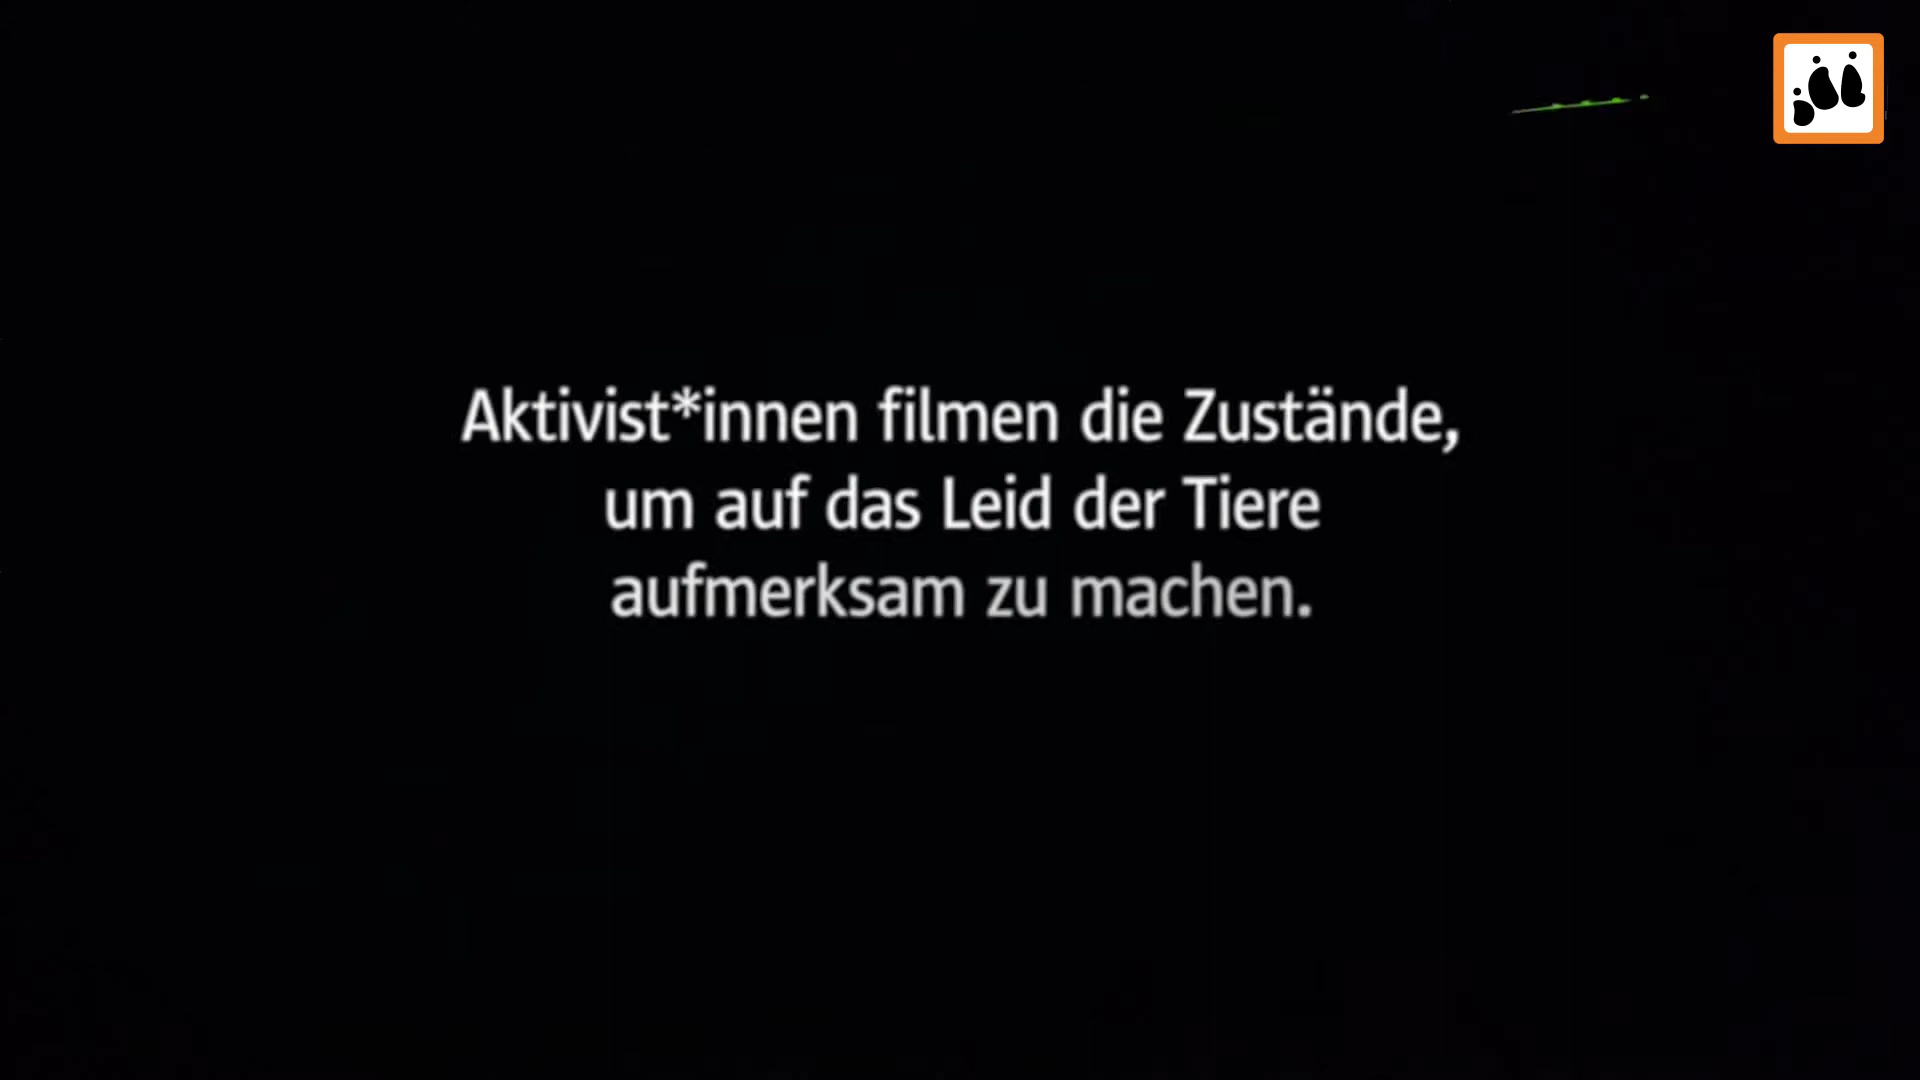 Aktivist*innen filmen die Zustände,
um auf das Leid der Tiere
aufmerksam zu machen.